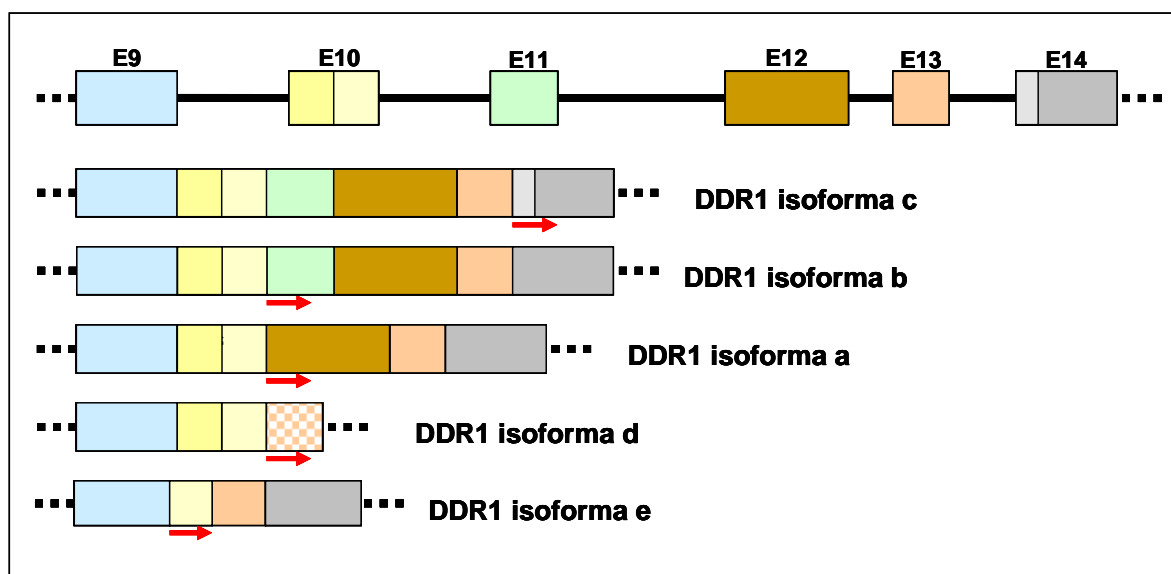 E9 E10 E11 E12 E13 E14
DDR1 isoforma c
DDR1 isoforma b
DDR1 isoforma a
DDR1 isoforma d
DDR1 isoforma e